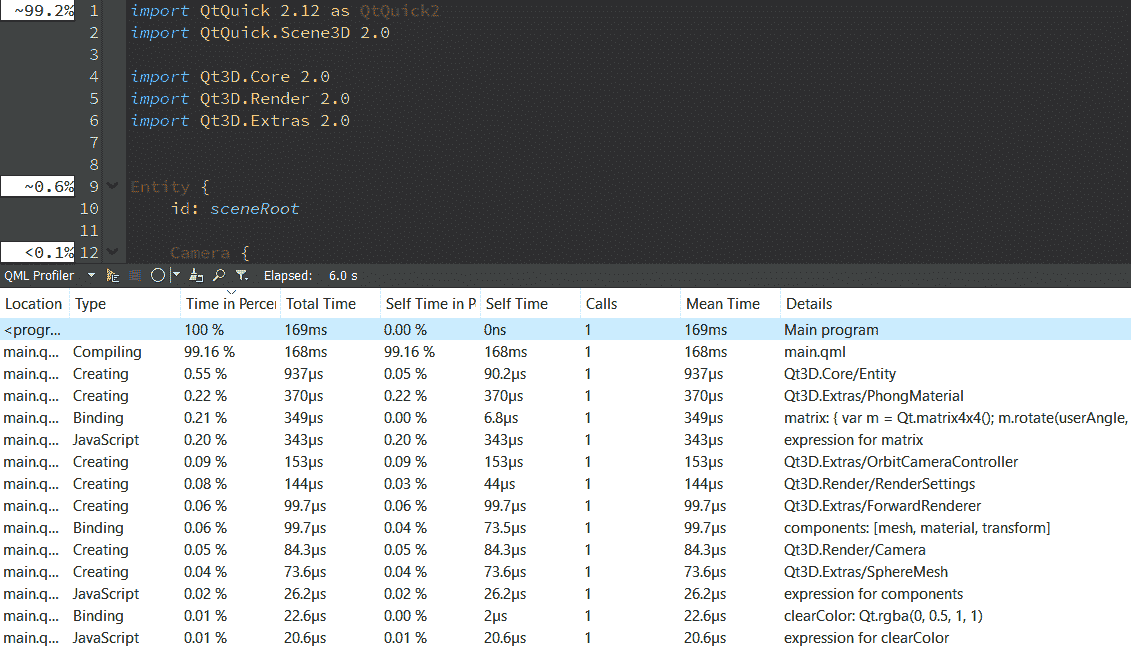 ~99.2% 1 import QtQuick 2.12 as QtQuick2
2 import QtQuick.Scene3D 2.0
3
4 import Qt3D.Core 2.0
5 import Qt3D.Render 2.0
6 import Qt3D.Extras 2.0
7
8
~0.6% 9 Entity {
10 id: sceneRoot
11
<0.1% 12 Camera {
QML Profiler Elapsed: 6.0 s
Location Type Time in Percer Total Time Self Time in P Self Time Calls Mean Time Details
<progr... 100 % 169ms 0.00 % 0ns 1 169ms Main program
main.q... Compiling 99.16 % 168ms 99.16 % 168ms 1 168ms main.qml
main.q... Creating 0.55 % 937µs 0.05 % 90.2µs 1 937µs Qt3D.Core/Entity
main.q... Creating 0.22 % 370µs 0.22 % 370µs 1 370µs Qt3D.Extras/PhongMaterial
main.q... Binding 0.21 % 349µs 0.00 % 6.8µs 1 349µs matrix: { var m = Qt.matrix4x4(); m.rotate(userAngle,
main.q... JavaScript 0.20 % 343µs 0.20 % 343µs 1 343µs expression for matrix
main.q... Creating 0.09 % 153µs 0.09 % 153µs 1 153µs Qt3D.Extras/OrbitCameraController
main.q... Creating 0.08 % 144µs 0.03 % 44µs 1 144µs Qt3D.Render/RenderSettings
main.q... Creating 0.06 % 99.7µs 0.06 % 99.7µs 1 99.7µs Qt3D.Extras/ForwardRenderer
main.q... Binding 0.06 % 99.7µs 0.04 % 73.5µs 1 99.7µs components: [mesh, material, transform]
main.q... Creating 0.05 % 84.3µs 0.05 % 84.3µs 1 84.3µs Qt3D.Render/Camera
main.q... Creating 0.04 % 73.6µs 0.04 % 73.6µs 1 73.6µs Qt3D.Extras/SphereMesh
main.q... JavaScript 0.02 % 26.2µs 0.02 % 26.2µs 1 26.2µs expression for components
main.q... Binding 0.01 % 22.6µs 0.00 % 2µs 1 22.6µs clearColor: Qt.rgba(0, 0.5, 1, 1)
main.q... JavaScript 0.01 % 20.6µs 0.01 % 20.6µs 1 20.6µs expression for clearColor